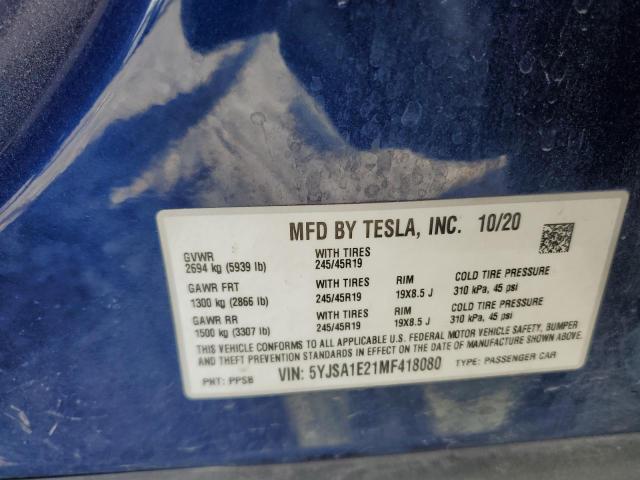 MFD BY TESLA, INC. 10/20
GVWR WITH TIRES
2694 kg (5939 lb) 245/45R19
GAWR FRT WITH TIRES RIM COLD TIRE PRESSURE
1300 kg (2866 lb) 245/45R19 19X8.5 J 310 kPa, 45 psi
GAWR RR WITH TIRES RIM COLD TIRE PRESSURE
1500 kg (3307 lb) 245/45R19 19X8.5 J 310 kPa, 45 psi
THIS VEHICLE CONFORMS TO ALL APPLICABLE U.S. FEDERAL MOTOR VEHICLE SAFETY, BUMPER
AND THEFT PREVENTION STANDARDS IN EFFECT ON THE DATE OF MANUFACTURE SHOWN ABOVE.
PNT: PPSB VIN: 5YJSA1E21MF418080 TYPE: PASSENGER CAR